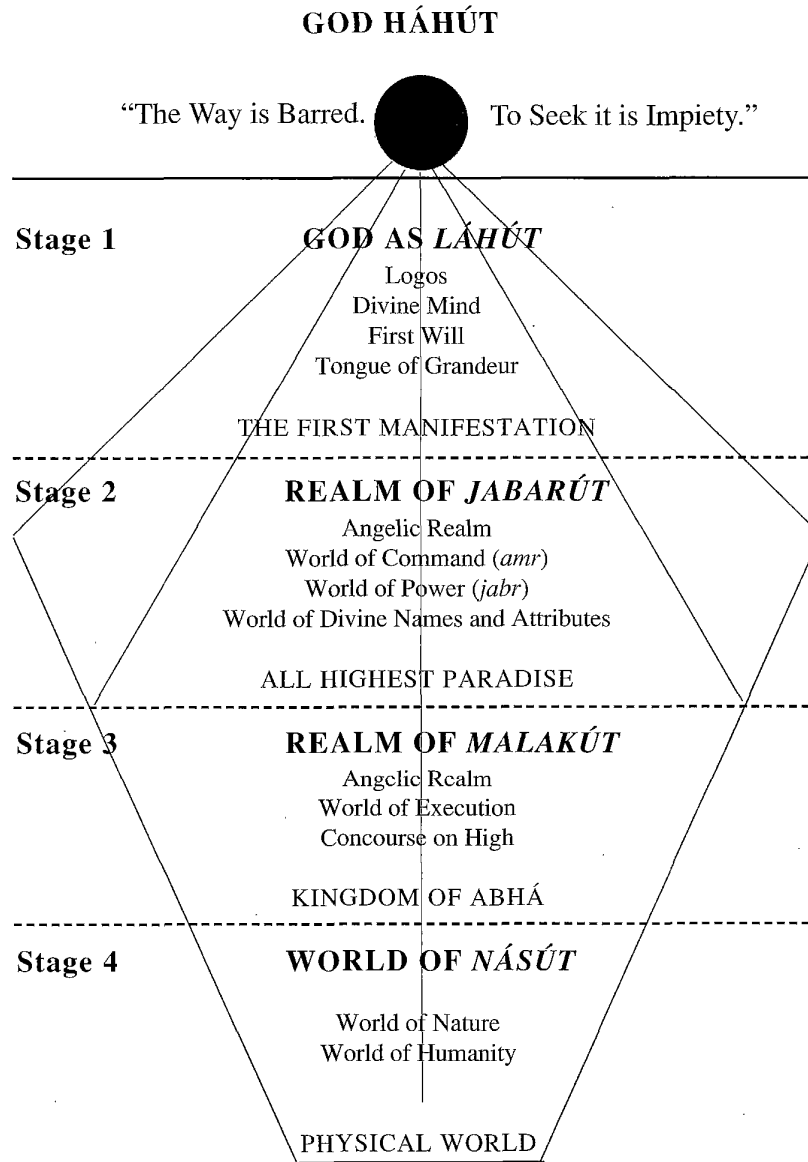 GOD HÁHÚT
“The Way is Barred. To Seek it is Impiety.”
Stage 1 GOD AS LÁHÚT
Logos
Divine Mind
First Will
Tongue of Grandeur
THE FIRST MANIFESTATION
Stage 2 REALM OF JABARÚT
Angelic Realm
World of Command (amr)
World of Power (jabr)
World of Divine Names and Attributes
ALL HIGHEST PARADISE
Stage 3 REALM OF MALAKÚT
Angelic Realm
World of Execution
Concourse on High
KINGDOM OF ABHÁ
Stage 4 WORLD OF NÁSÚT
World of Nature
World of Humanity
PHYSICAL WORLD